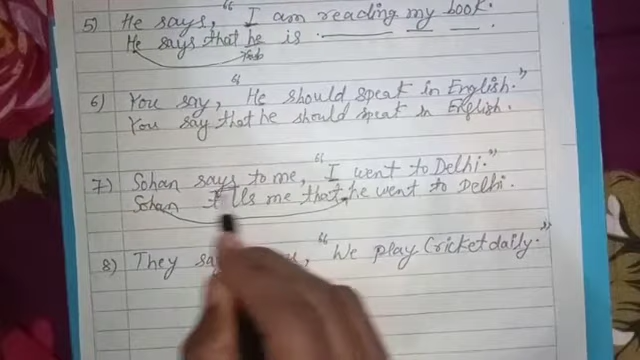 5) He says, "I am reading my book.
He says that he is
6) You say, "He should speak in English."
You say that he should speak in English.
7) Sohan says to me, "I went to Delhi."
Sohan tells me that he went to Delhi.
8) They say "We play Cricket daily."